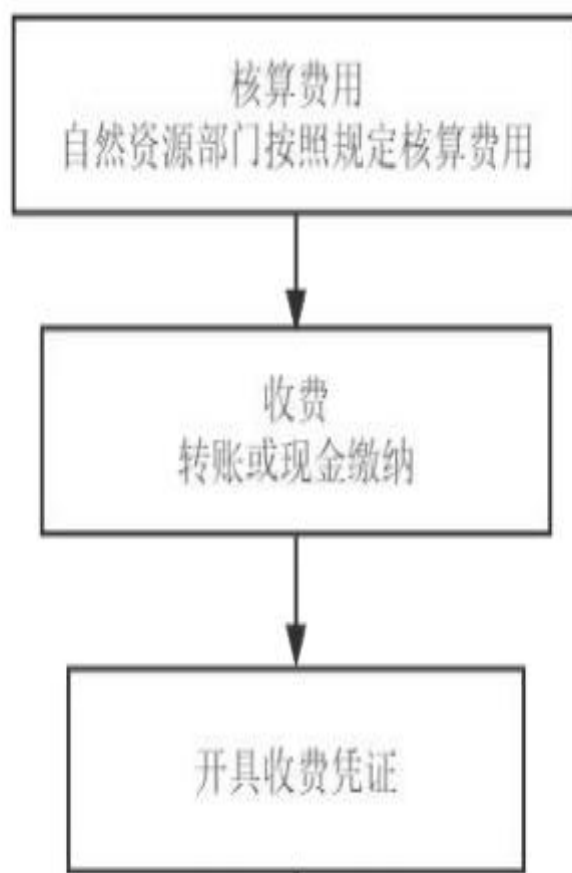 核算费用
自然资源部门按照规定核算费用
收费
转账或现金缴纳
开具收费凭证